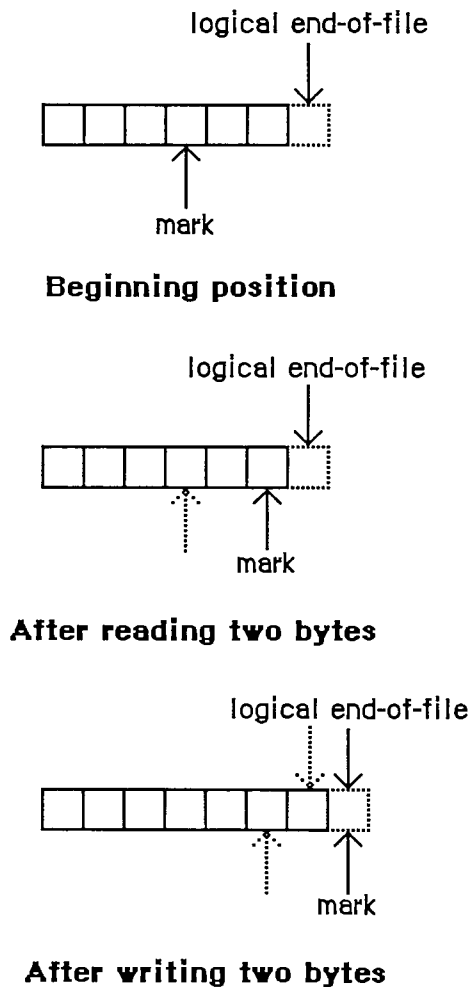 logical end-of-file
mark
Beginning position
logical end-of-file
mark
After reading two bytes
logical end-of-file
mark
After writing two bytes